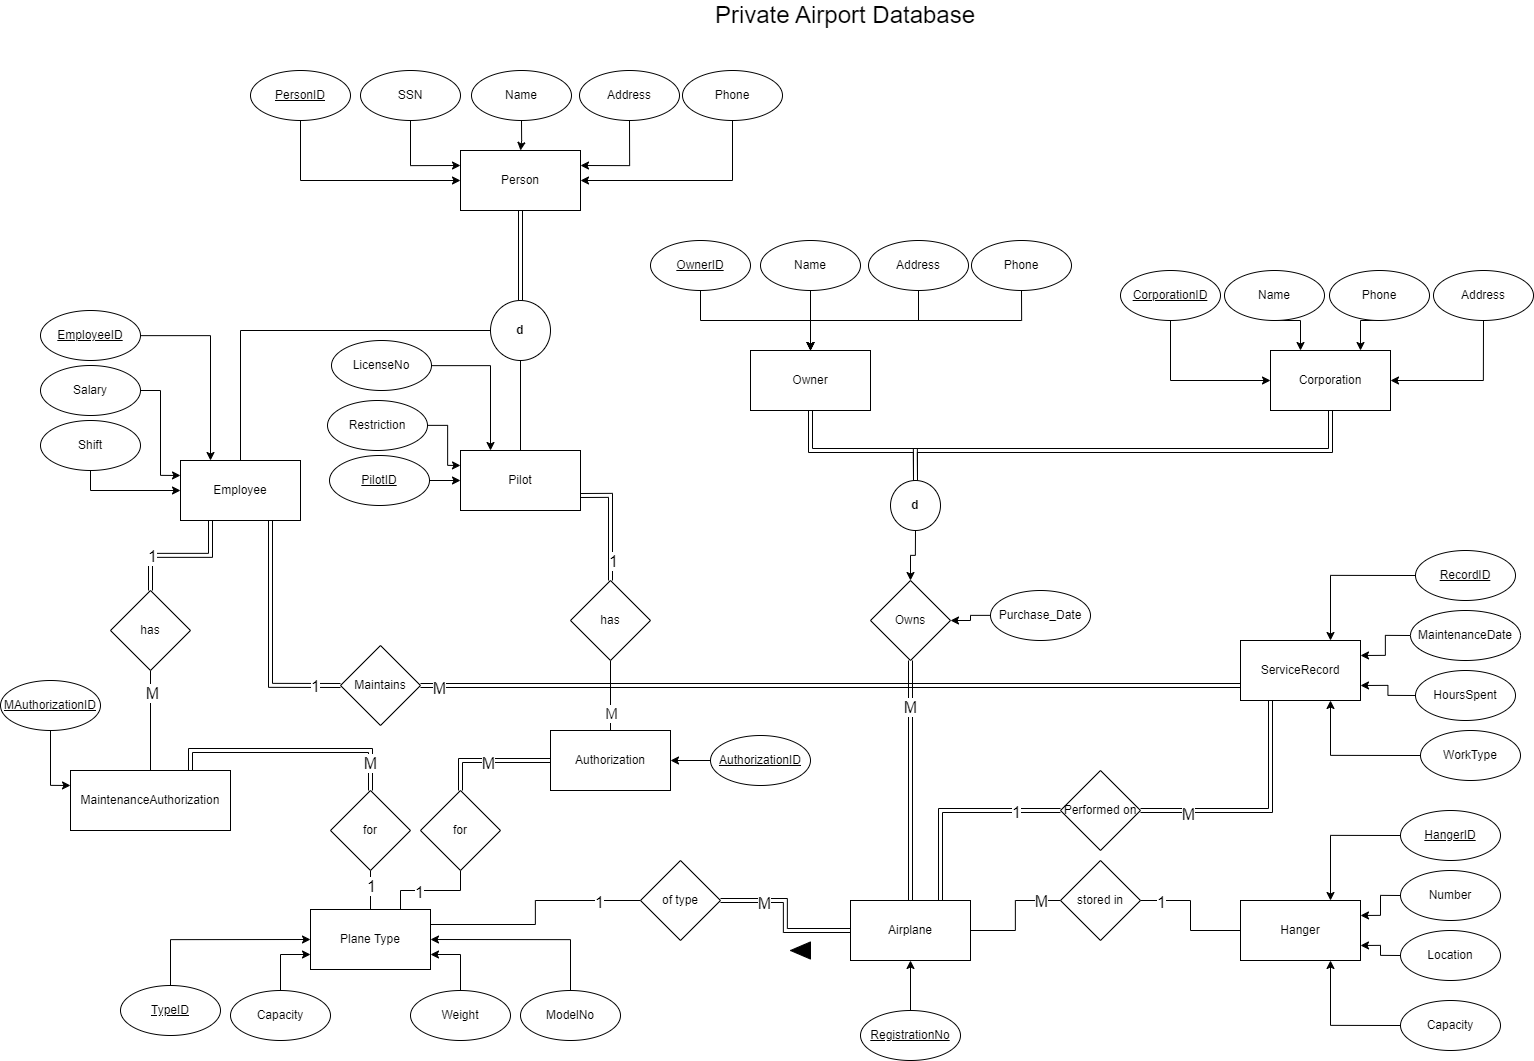 Private Airport Database
PersonID
SSN
Name
Address
Phone
Person
OwnerID
Name
Address
Phone
CorporationID
Name
Phone
Address
d
EmployeeID
LicenseNo
Salary
Owner
Corporation
Restriction
Shift
PilotID
Pilot
Employee
d
1
1
RecordID
has
has
Owns
Purchase_Date
MaintenanceDate
ServiceRecord
M
1
Maintains
M
HoursSpent
MAuthorizationID
M
M
M
M
Authorization
AuthorizationID
WorkType
MaintenanceAuthorization
for
for
1
Performed on
M
HangerID
1
1
1
of type
M
M
stored in
1
Number
Plane Type
Airplane
Hanger
Location
TypeID
Capacity
Weight
ModelNo
RegistrationNo
Capacity